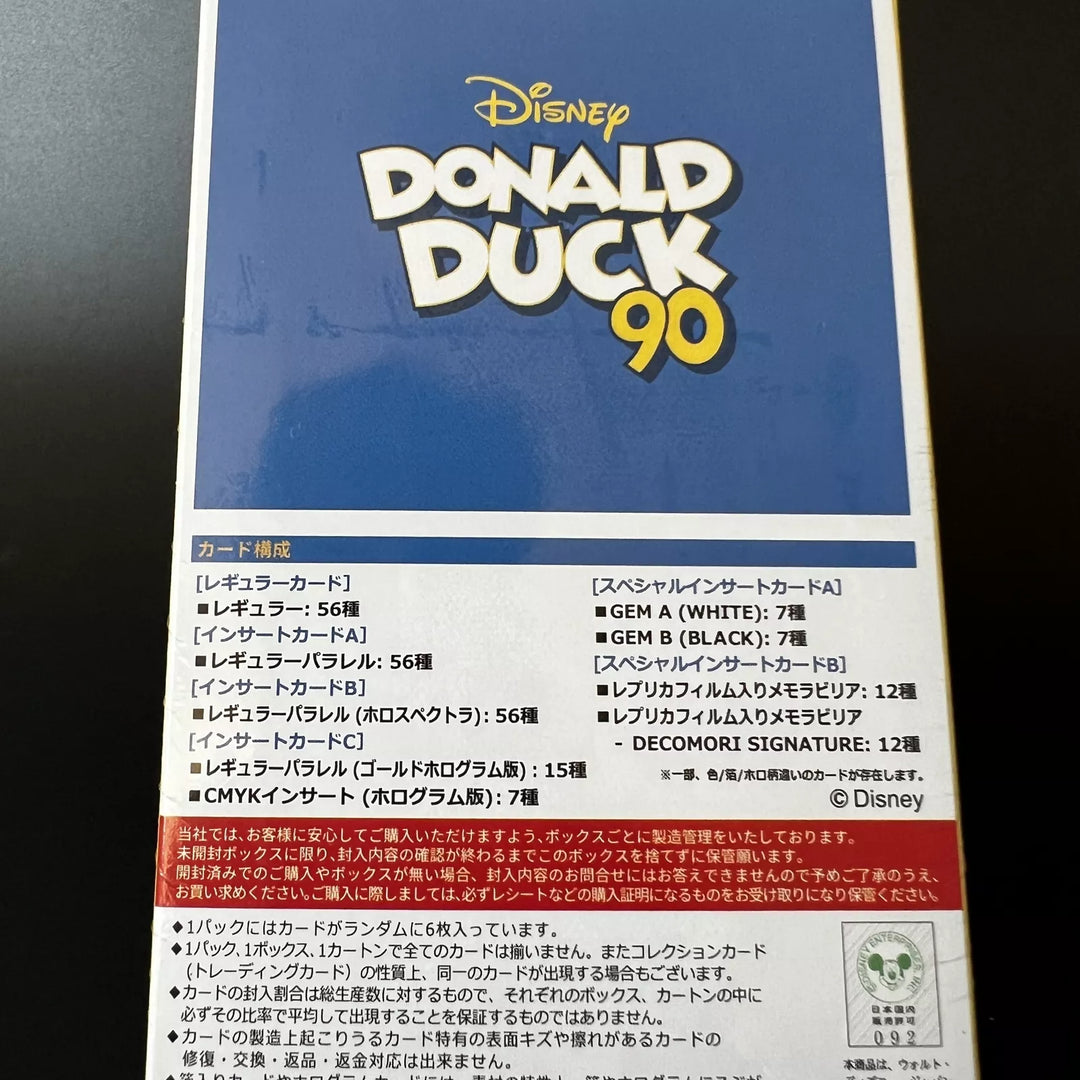 Disney
DONALD
DUCK
90
カード構成
[レギュラーカード]
■レギュラー: 56種
[インサートカードA]
■レギュラーパラレル: 56種
[インサートカードB]
■レギュラーパラレル (ホロスペクトラ): 56種
[インサートカードC]
■レギュラーパラレル (ゴールドホログラム版) : 15種
■CMYKインサート (ホログラム版): 7種
[スペシャルインサートカードA]
■GEM A (WHITE): 7種
■GEM B (BLACK): 7種
[スペシャルインサートカードB]
■レプリカフィルム入りメモラビリア: 12種
■レプリカフィルム入りメモラビリア
- DECOMORI SIGNATURE: 12種
※一部、色/箔/ホロ柄違いのカードが存在します。
© Disney
当社では、お客様に安心してご購入いただけますよう、ボックスごとに製造管理をいたしております。
未開封ボックスに限り、封入内容の確認が終わるまでこのボックスを捨てずに保管願います。
開封済みでのご購入やボックスが無い場合、封入内容のお問合せにはお答えできませんので予めご了承のうえ、
お買い求めください。ご購入に際しましては、必ずレシートなどの購入証明になるものをお受け取りになり保管ください。
◆1パックにはカードがランダムに6枚入っています。
◆1パック、1ボックス、1カートンで全てのカードは揃いません。またコレクションカード
(トレーディングカード) の性質上、同一のカードが出現する場合もございます。
◆カードの封入割合は総生産数に対するもので、それぞれのボックス、カートンの中に
必ずその比率で平均して出現することを保証するものではありません。
◆カードの製造上起こりうるカード特有の表面キズや擦れがあるカードの
修復・交換・返品・返金対応は出来ません。
DISNEY ENTERPRISES, INC.
日本国内
販売許可
092
本商品は、ウォルト・